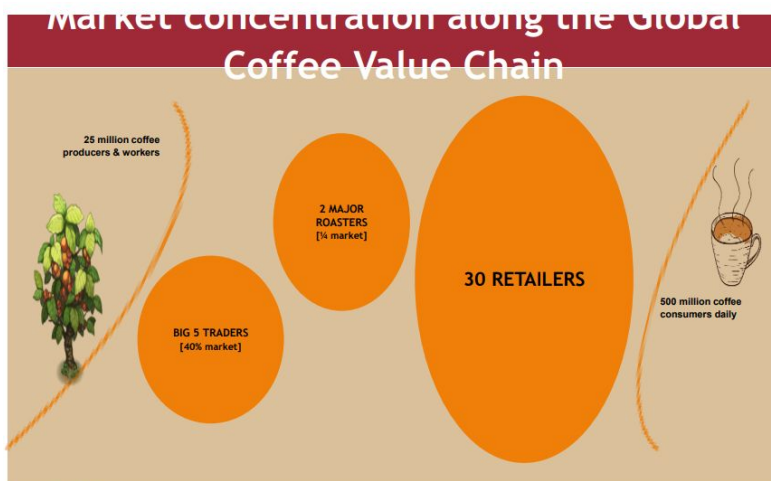 Market concentration along the Global
Coffee Value Chain
25 million coffee
producers & workers
2 MAJOR
ROASTERS
[¼ market]
30 RETAILERS
BIG 5 TRADERS
[40% market]
500 million coffee
consumers daily